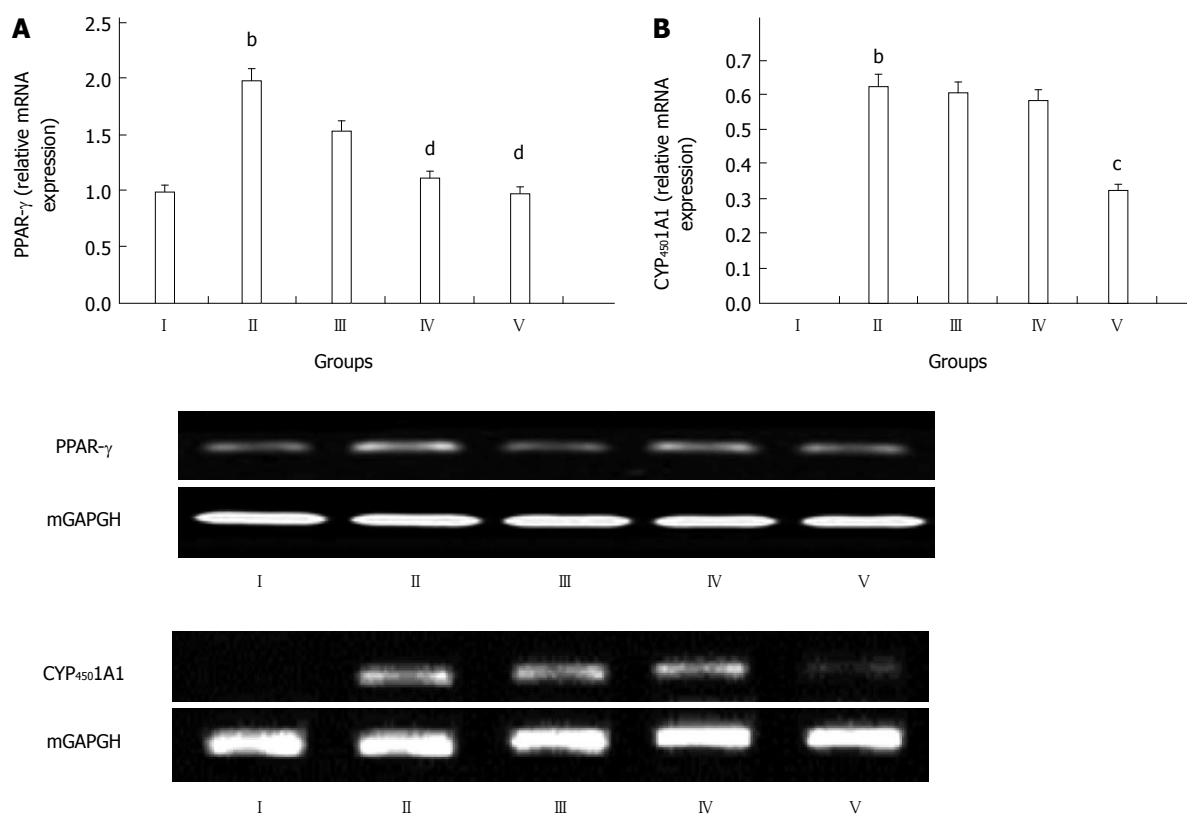 A
PPAR-γ (relative mRNA
expression)
2.5
2.0
1.5
1.0
0.5
0.0
b
d
d
Ⅰ
Ⅱ
Ⅲ
Ⅳ
Ⅴ
Groups
B
CYP₄₅₀1A1 (relative mRNA
expression)
0.7
0.6
0.5
0.4
0.3
0.2
0.1
0.0
b
c
Ⅰ
Ⅱ
Ⅲ
Ⅳ
Ⅴ
Groups
PPAR-γ
mGAPGH
Ⅰ
Ⅱ
Ⅲ
Ⅳ
Ⅴ
CYP₄₅₀1A1
mGAPGH
Ⅰ
Ⅱ
Ⅲ
Ⅳ
Ⅴ